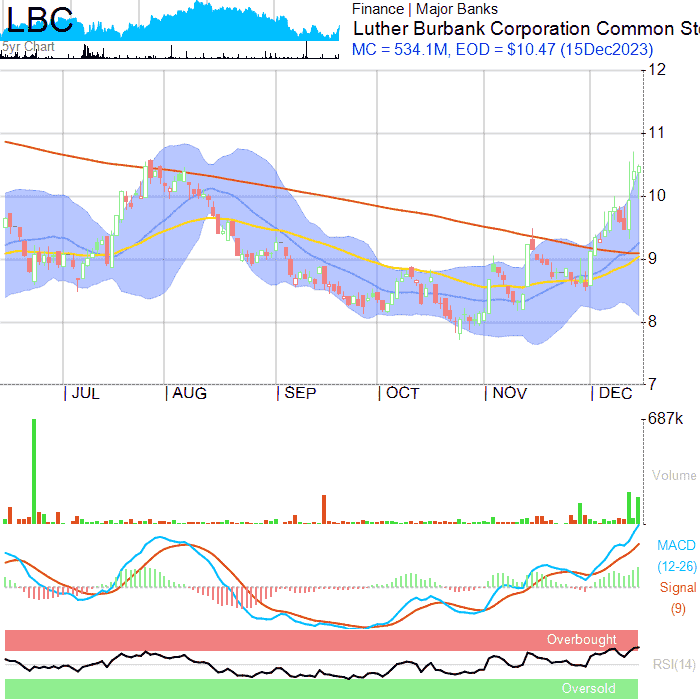 LBC
5yr Chart
Finance | Major Banks
Luther Burbank Corporation Common Sto
MC = 534.1M, EOD = $10.47 (15Dec2023)
12
11
10
9
8
7
JUL AUG SEP OCT NOV DEC
687k
Volume
MACD
(12-26)
Signal
(9)
Overbought
RSI(14)
Oversold